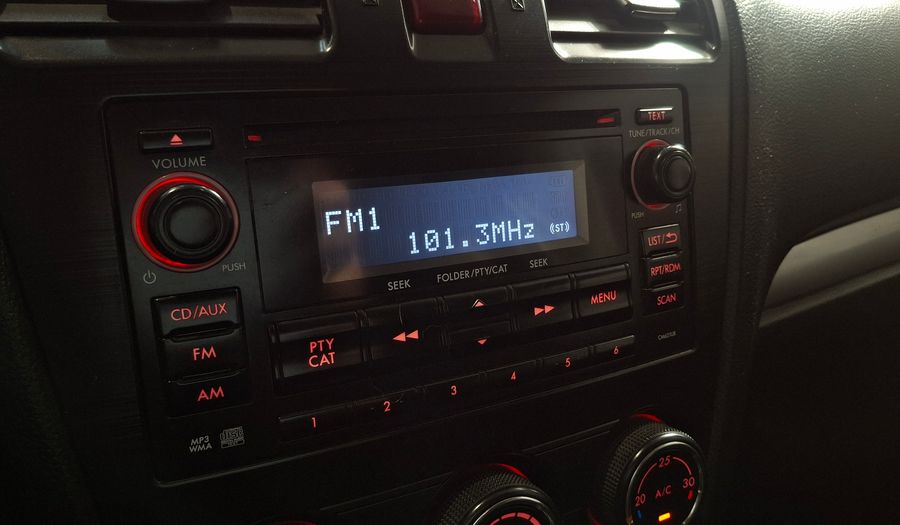 TEXT
VOLUME
TUNE/TRACK/CH
FM1
101.3MHz
((ST))
PUSH
PUSH
SEEK
FOLDER/PTY/CAT
SEEK
LIST/
RPT/RDM
SCAN
CD/AUX
FM
AM
PTY
CAT
MENU
1
2
3
4
5
6
MP3
WMA
20
25
30
A/C